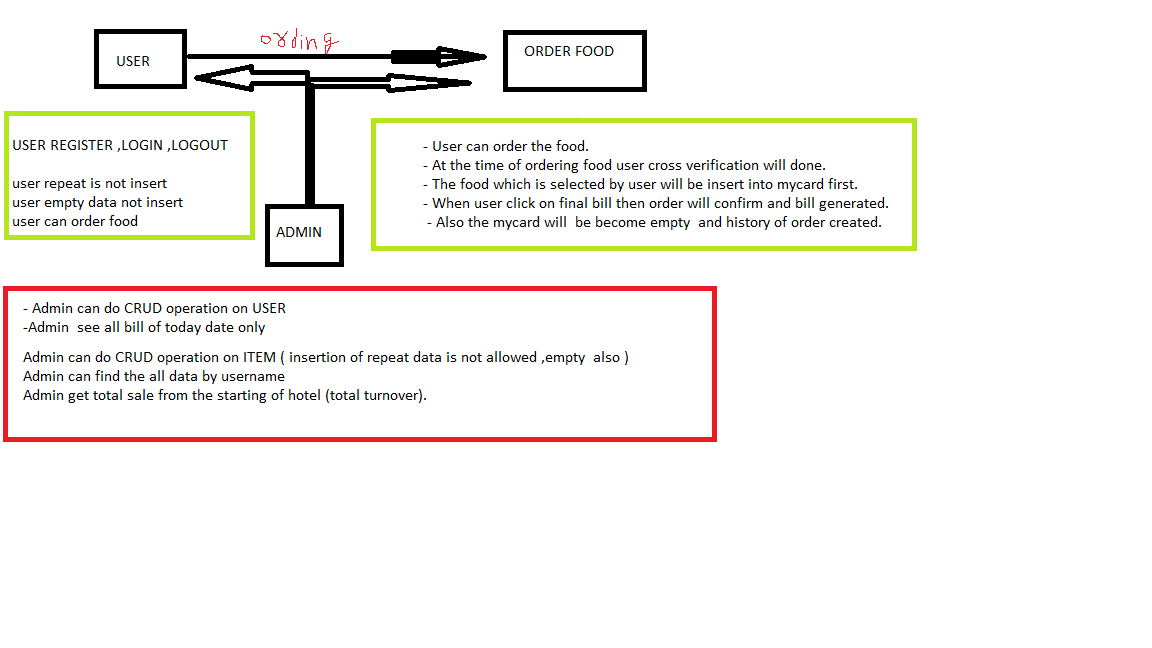 ording
USER
ORDER FOOD
USER REGISTER ,LOGIN ,LOGOUT
user repeat is not insert
user empty data not insert
user can order food
- User can order the food.
- At the time of ordering food user cross verification will done.
- The food which is selected by user will be insert into mycard first.
- When user click on final bill then order will confirm and bill generated.
- Also the mycard will  be become empty  and history of order created.
ADMIN
- Admin can do CRUD operation on USER
-Admin  see all bill of today date only
Admin can do CRUD operation on ITEM ( insertion of repeat data is not allowed ,empty  also )
Admin can find the all data by username
Admin get total sale from the starting of hotel (total turnover).